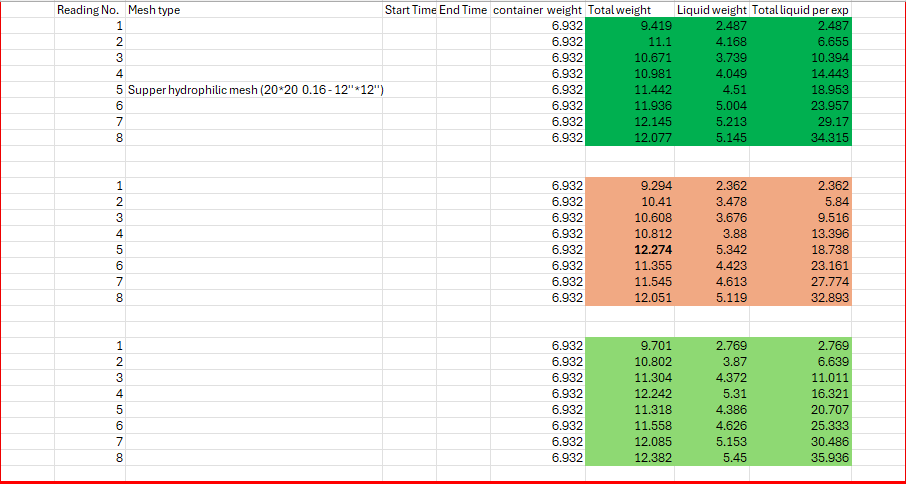 Reading No. Mesh type Start Time End Time container weight Total weight Liquid weight Total liquid per exp
1 6.932 9.419 2.487 2.487
2 6.932 11.1 4.168 6.655
3 6.932 10.671 3.739 10.394
4 6.932 10.981 4.049 14.443
5 Supper hydrophilic mesh (20*20 0.16 - 12''*12'') 6.932 11.442 4.51 18.953
6 6.932 11.936 5.004 23.957
7 6.932 12.145 5.213 29.17
8 6.932 12.077 5.145 34.315
1 6.932 9.294 2.362 2.362
2 6.932 10.41 3.478 5.84
3 6.932 10.608 3.676 9.516
4 6.932 10.812 3.88 13.396
5 6.932 12.274 5.342 18.738
6 6.932 11.355 4.423 23.161
7 6.932 11.545 4.613 27.774
8 6.932 12.051 5.119 32.893
1 6.932 9.701 2.769 2.769
2 6.932 10.802 3.87 6.639
3 6.932 11.304 4.372 11.011
4 6.932 12.242 5.31 16.321
5 6.932 11.318 4.386 20.707
6 6.932 11.558 4.626 25.333
7 6.932 12.085 5.153 30.486
8 6.932 12.382 5.45 35.936